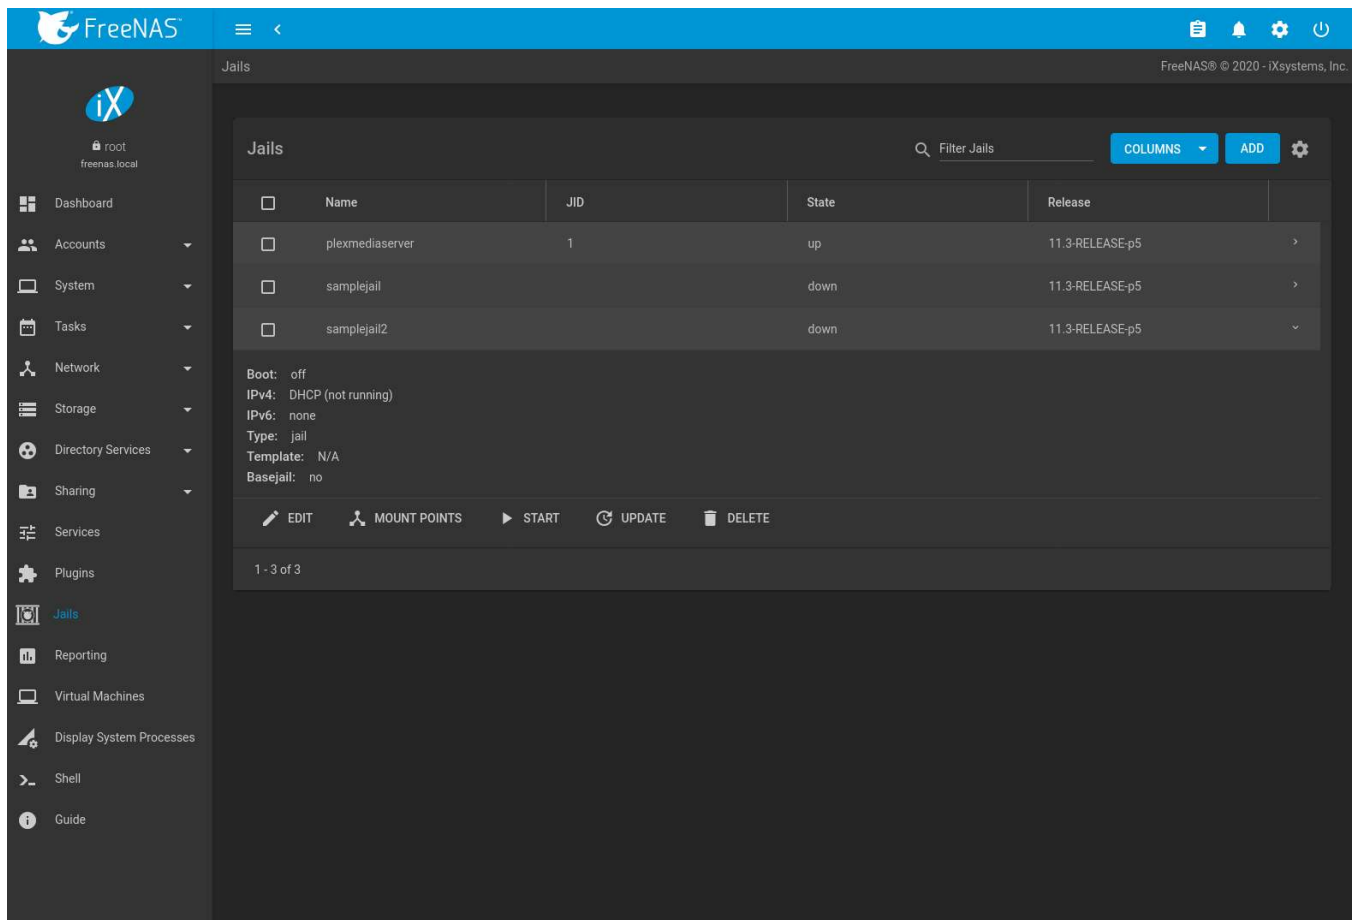 FreeNAS™
Jails
FreeNAS® © 2020 - iXsystems, Inc.
iX
root
freenas.local
Dashboard
Accounts
System
Tasks
Network
Storage
Directory Services
Sharing
Services
Plugins
Jails
Reporting
Virtual Machines
Display System Processes
Shell
Guide
Jails
Filter Jails
COLUMNS
ADD
Name JID State Release
plexmediaserver 1 up 11.3-RELEASE-p5
samplejail down 11.3-RELEASE-p5
samplejail2 down 11.3-RELEASE-p5
Boot: off
IPv4: DHCP (not running)
IPv6: none
Type: jail
Template: N/A
Basejail: no
EDIT MOUNT POINTS START UPDATE DELETE
1 - 3 of 3